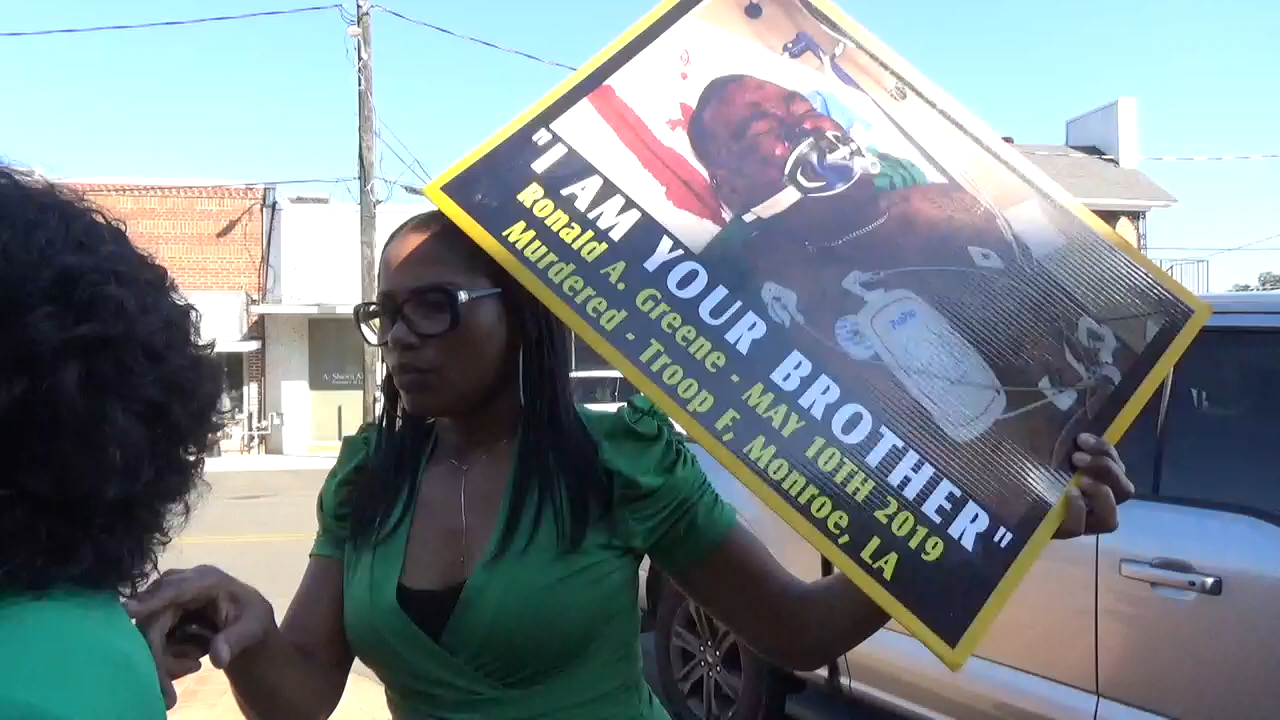 "I AM YOUR BROTHER"
Ronald A. Greene - MAY 10TH 2019
Murdered - Troop F, Monroe, LA